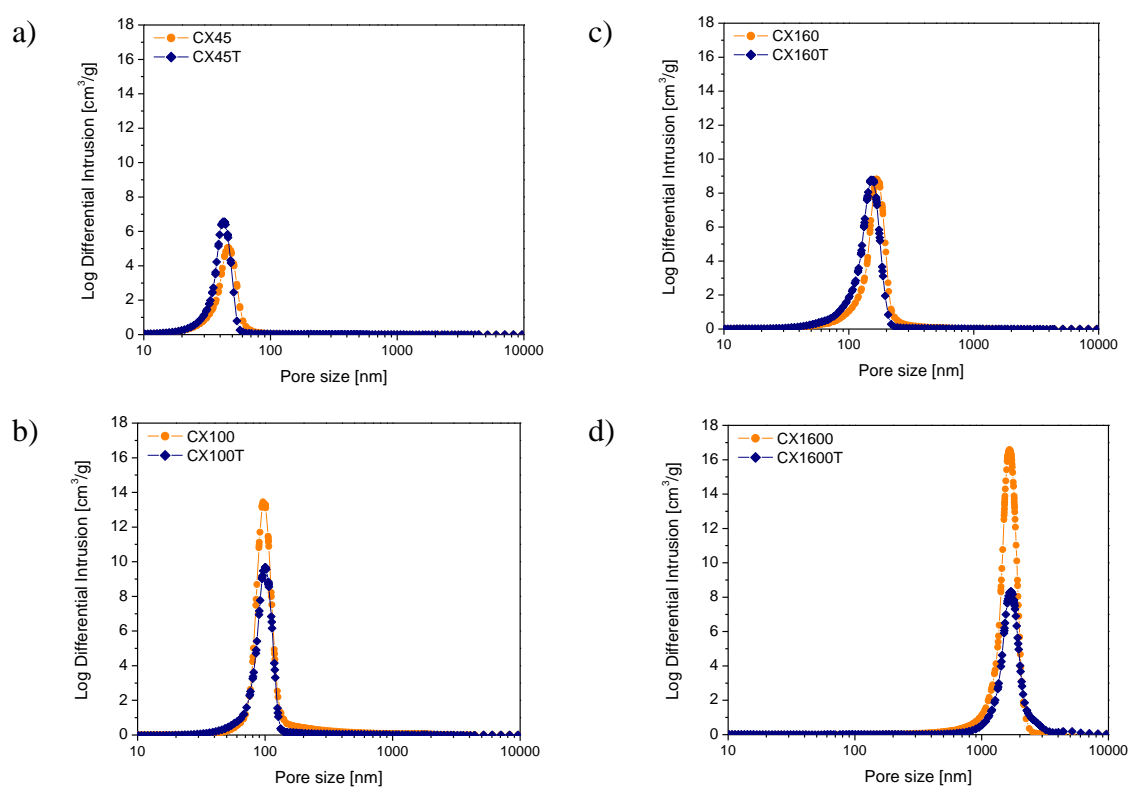 a)
CX45
CX45T
Log Differential Intrusion [cm³/g]
18
16
14
12
10
8
6
4
2
0
10
100
1000
10000
Pore size [nm]
c)
CX160
CX160T
Log Differential Intrusion [cm³/g]
18
16
14
12
10
8
6
4
2
0
10
100
1000
10000
Pore size [nm]
b)
CX100
CX100T
Log Differential Intrusion [cm³/g]
18
16
14
12
10
8
6
4
2
0
10
100
1000
10000
Pore size [nm]
d)
CX1600
CX1600T
Log Differential Intrusion [cm³/g]
18
16
14
12
10
8
6
4
2
0
10
100
1000
10000
Pore size [nm]